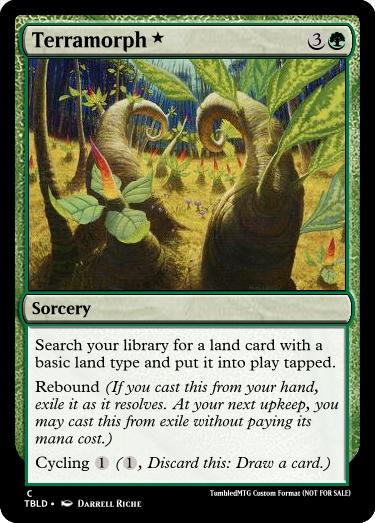 Terramorph ★ 3
Sorcery
Search your library for a land card with a
basic land type and put it into play tapped.
Rebound (If you cast this from your hand,
exile it as it resolves. At your next upkeep, you
may cast this from exile without paying its
mana cost.)
Cycling 1 (1, Discard this: Draw a card.)
C
TBLD • Darrell Riche
TumbledMTG Custom Format (NOT FOR SALE)